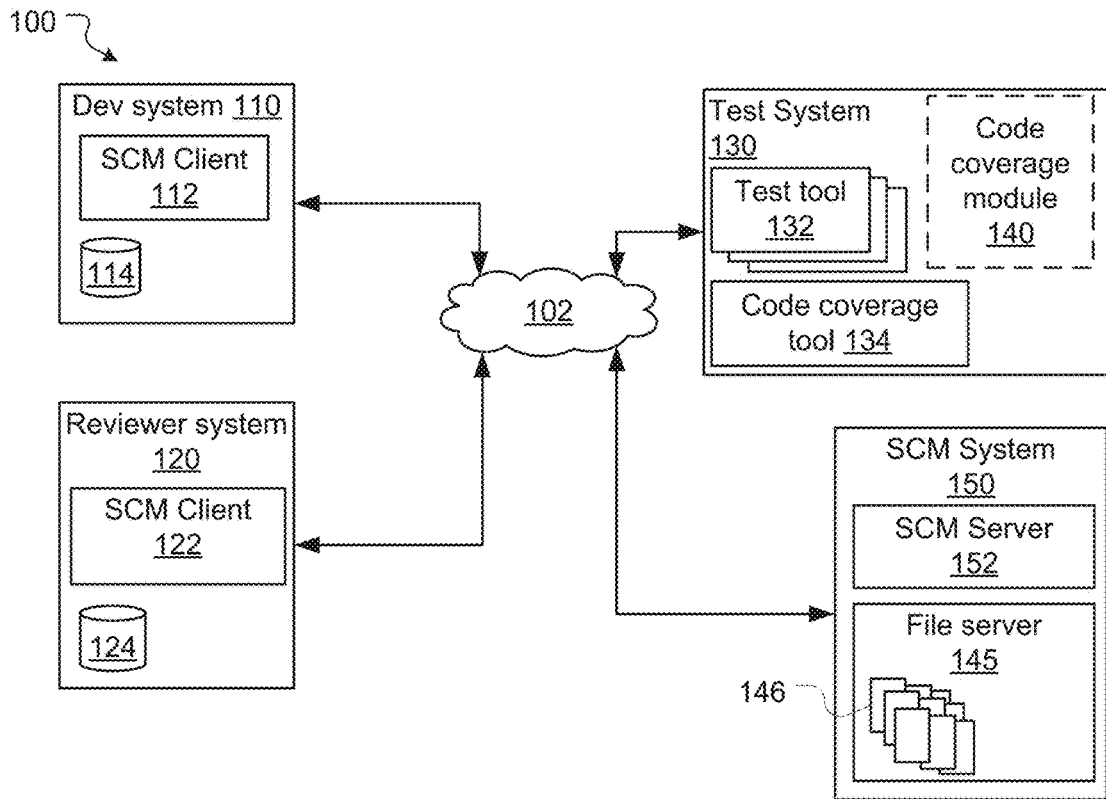 100
Dev system 110
SCM Client
112
114
Reviewer system
120
SCM Client
122
124
102
Test System
130
Test tool
132
Code
coverage
module
140
Code coverage
tool 134
SCM System
150
SCM Server
152
File server
145
146